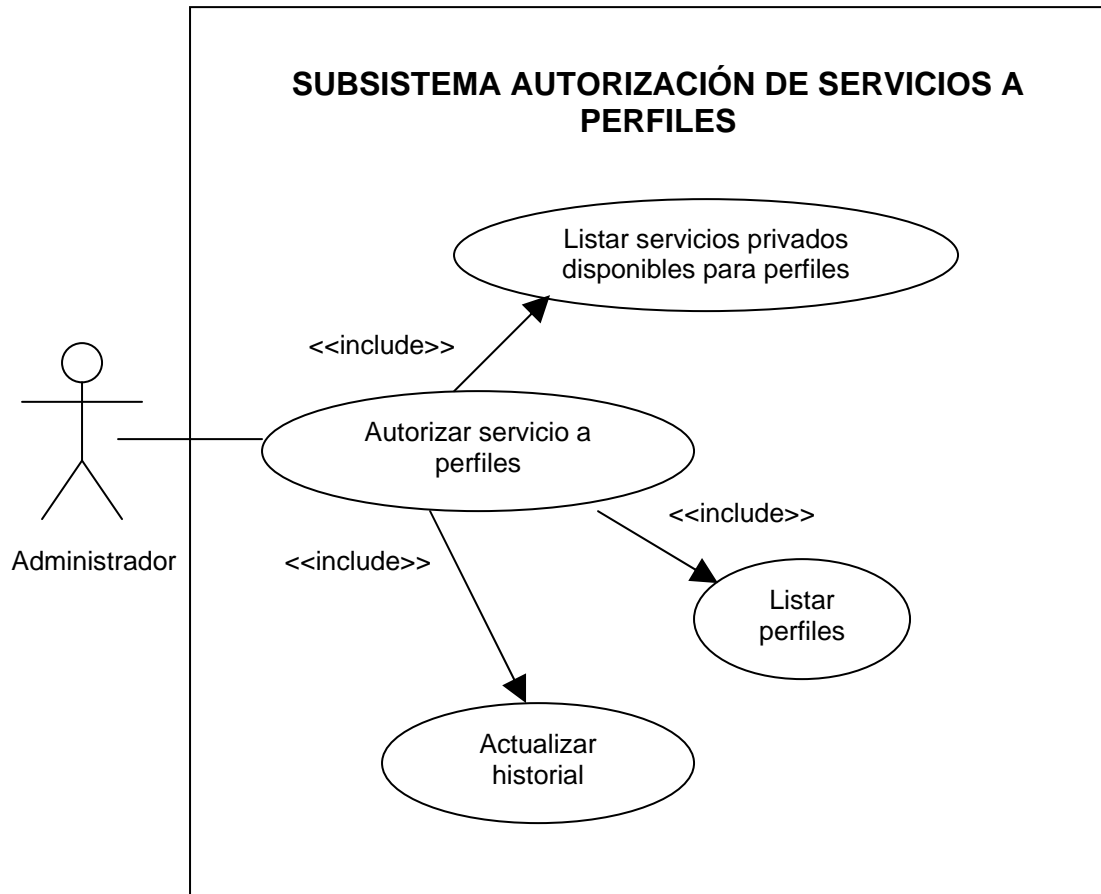 SUBSISTEMA AUTORIZACIÓN DE SERVICIOS A
PERFILES
Listar servicios privados
disponibles para perfiles
<<include>>
Autorizar servicio a
perfiles
<<include>>
Administrador
<<include>>
Listar
perfiles
Actualizar
historial